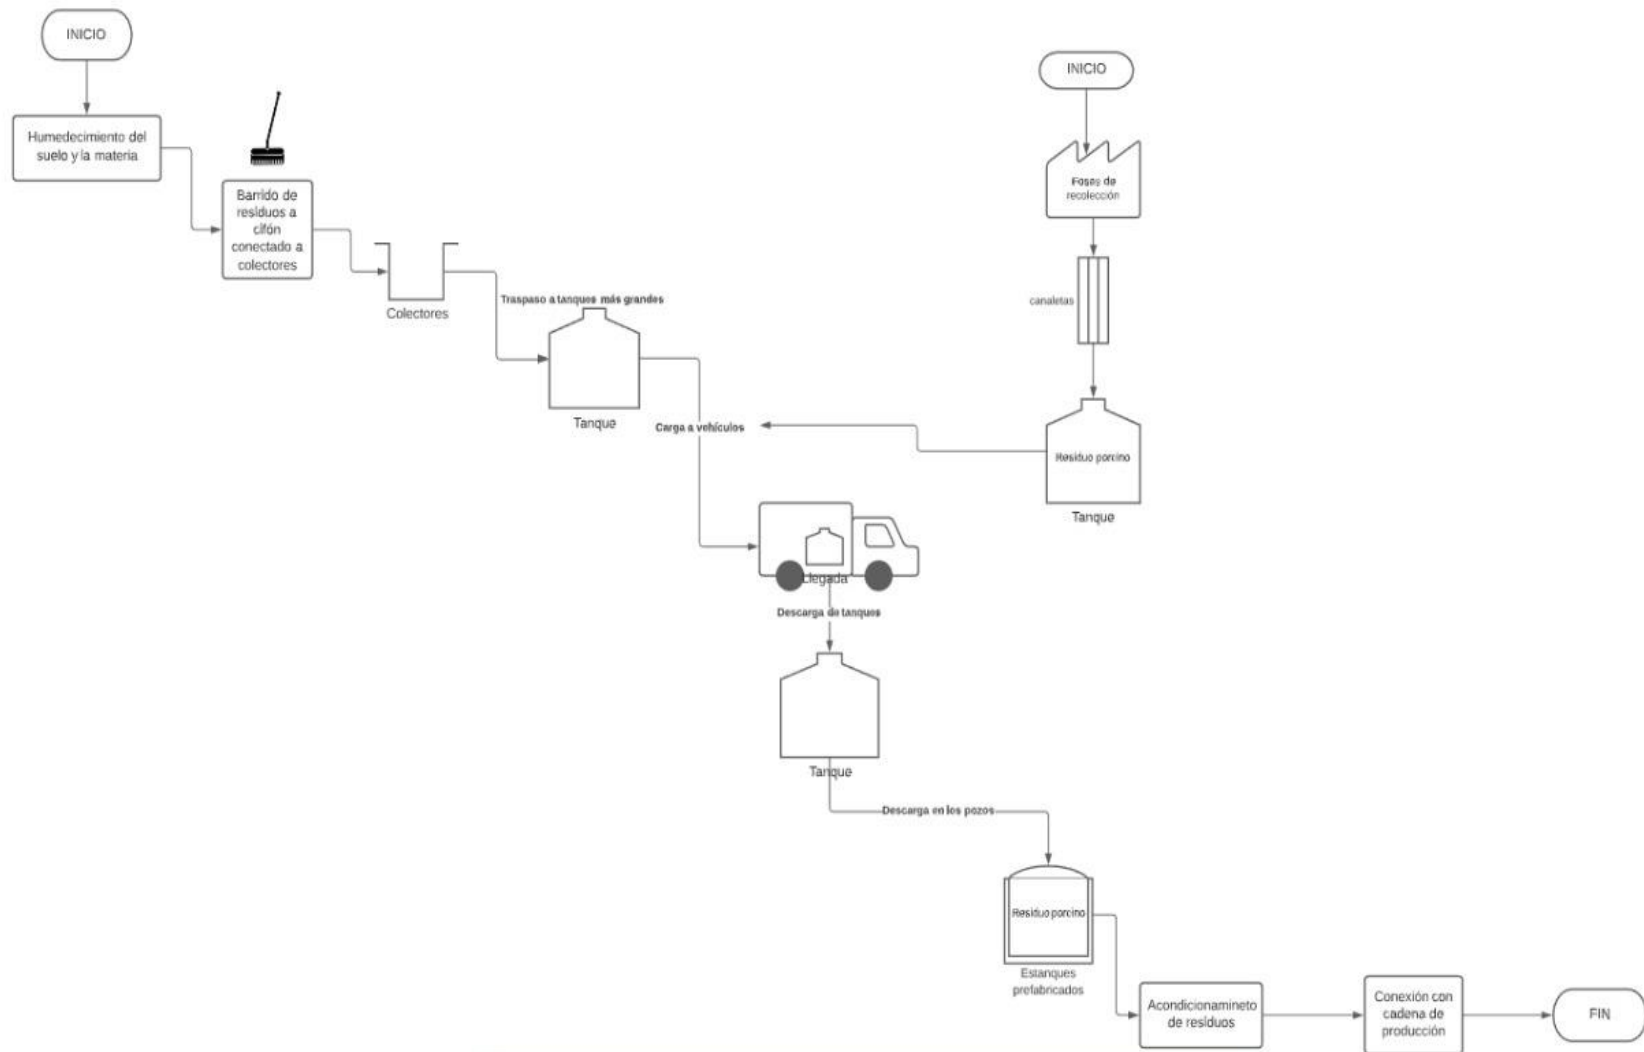 INICIO
Humedecimiento del
suelo y la materia
Barrido de
resíduos a
cifón
conectado a
colectores
Colectores
Traspaso a tanques más grandes
Tanque
INICIO
Fosas de
recolección
canaletas
Residuo porcino
Tanque
Carga a vehículos
Llegada
Descarga de tanques
Tanque
Descarga en los pozos
Residuo porcino
Estanques
prefabricados
Acondicionamineto
de resíduos
Conexión con
cadena de
producción
FIN